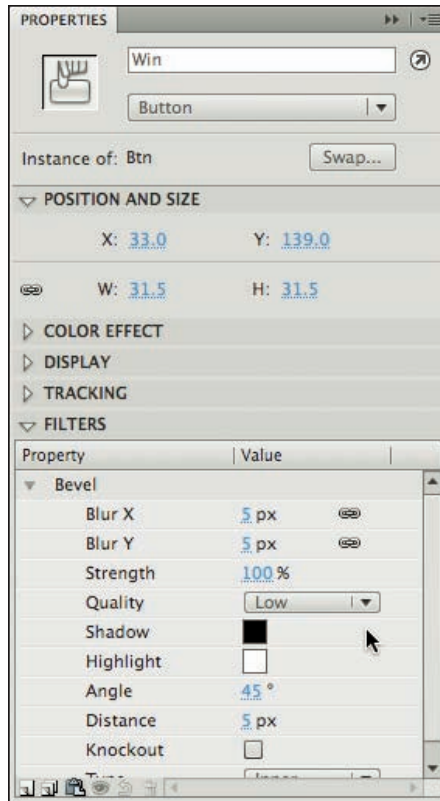 PROPERTIES
Win
Button
Instance of: Btn Swap...
POSITION AND SIZE
X: 33.0 Y: 139.0
W: 31.5 H: 31.5
COLOR EFFECT
DISPLAY
TRACKING
FILTERS
Property Value
Bevel
Blur X 5 px
Blur Y 5 px
Strength 100 %
Quality Low
Shadow
Highlight
Angle 45 °
Distance 5 px
Knockout